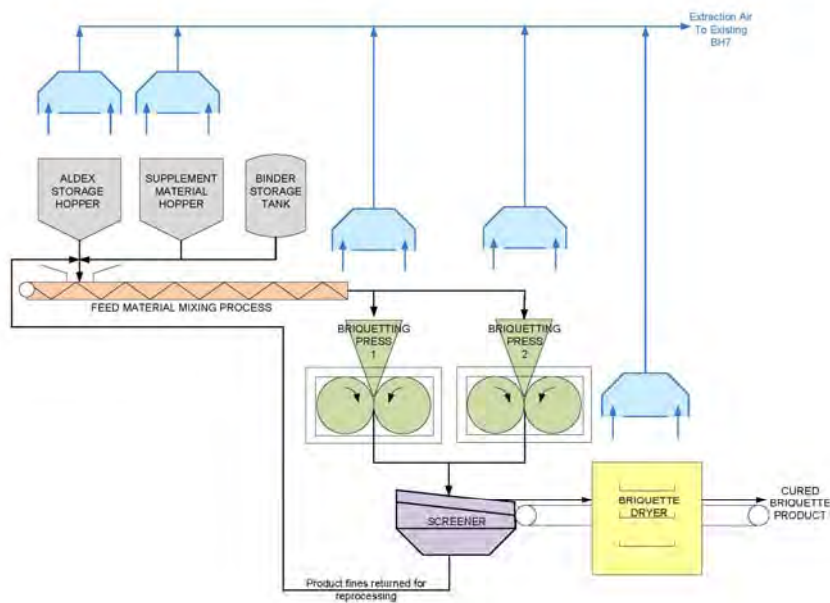 Extraction Air
To Existing
BH7
ALDEX
STORAGE
HOPPER
SUPPLEMENT
MATERIAL
HOPPER
BINDER
STORAGE
TANK
FEED MATERIAL MIXING PROCESS
BRIQUETTING
PRESS
1
BRIQUETTING
PRESS
2
SCREENER
BRIQUETTE
DRYER
CURED
BRIQUETTE
PRODUCT
Product fines returned for
reprocessing